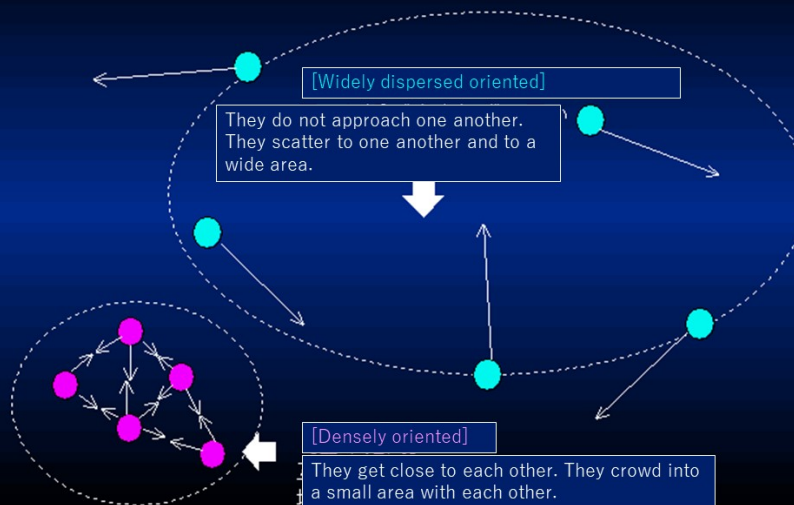 [Widely dispersed oriented]
They do not approach one another.
They scatter to one another and to a
wide area.
[Densely oriented]
They get close to each other. They crowd into
a small area with each other.